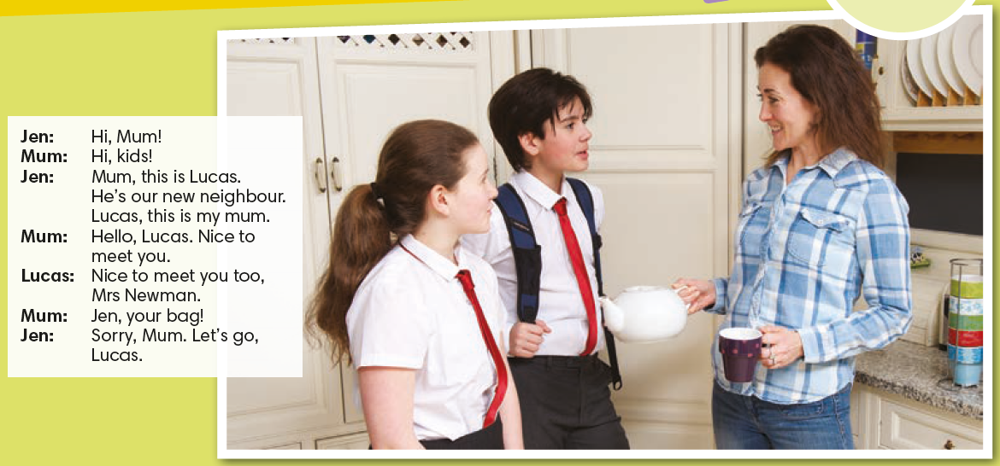 Jen: Hi, Mum!
Mum: Hi, kids!
Jen: Mum, this is Lucas.
He's our new neighbour.
Lucas, this is my mum.
Mum: Hello, Lucas. Nice to
meet you.
Lucas: Nice to meet you too,
Mrs Newman.
Mum: Jen, your bag!
Jen: Sorry, Mum. Let's go,
Lucas.